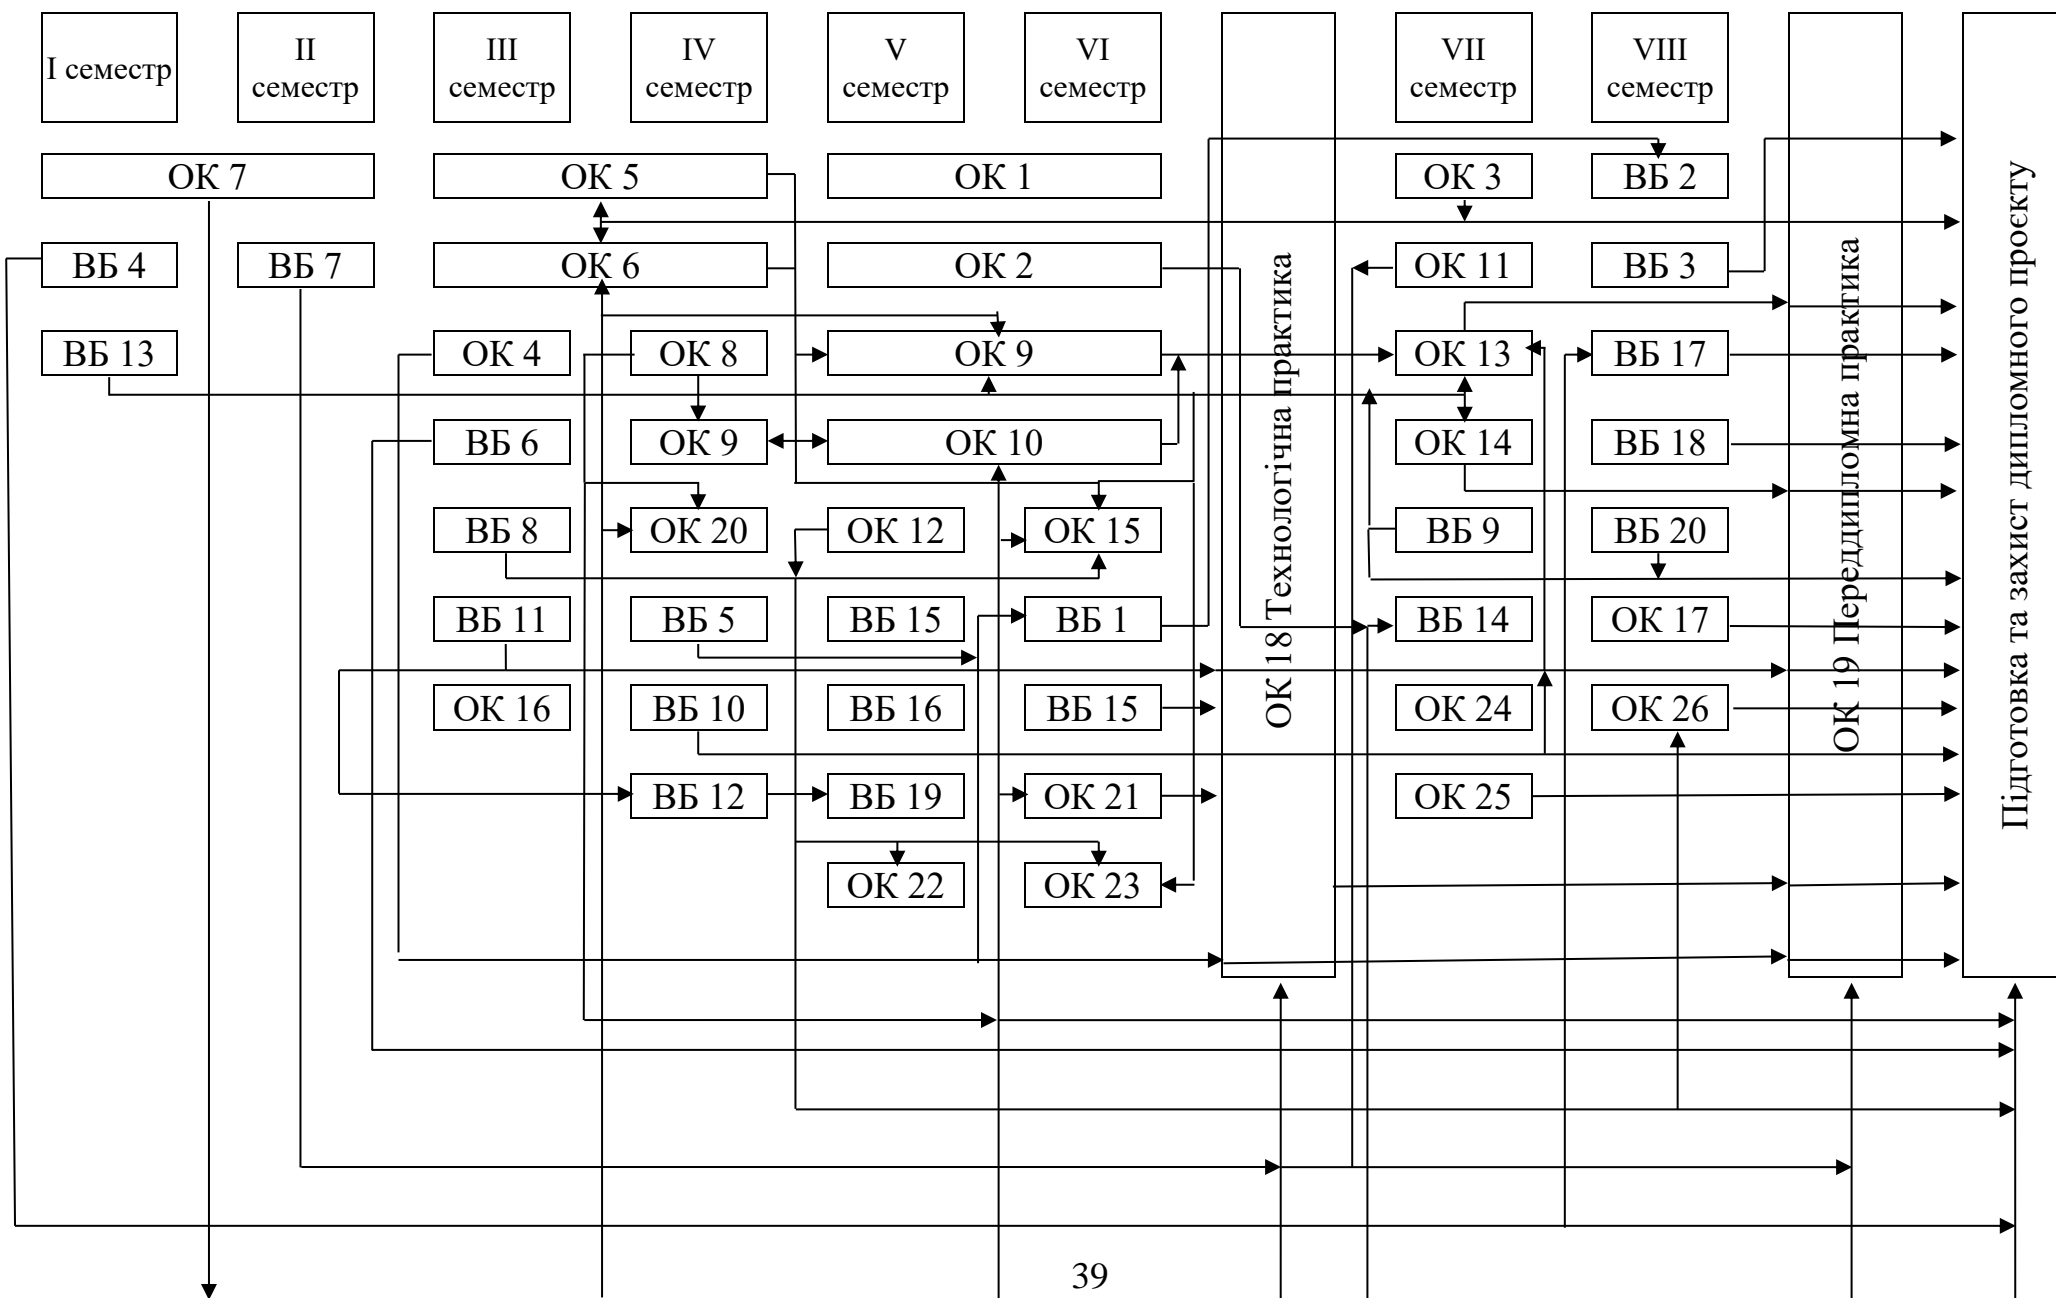 I семестр
II
семестр
III
семестр
IV
семестр
V
семестр
VI
семестр
VII
семестр
VIII
семестр
ОК 7
ОК 5
ОК 1
ОК 3
ВБ 2
ВБ 4
ВБ 7
ОК 6
ОК 2
ОК 11
ВБ 3
ВБ 13
ОК 4
ОК 8
ОК 9
ОК 13
ВБ 17
ВБ 6
ОК 9
ОК 10
ОК 14
ВБ 18
ВБ 8
ОК 20
ОК 12
ОК 15
ВБ 9
ВБ 20
ВБ 11
ВБ 5
ВБ 15
ВБ 1
ВБ 14
ОК 17
ОК 16
ВБ 10
ВБ 16
ВБ 15
ОК 24
ОК 26
ВБ 12
ВБ 19
ОК 21
ОК 25
ОК 22
ОК 23
ОК 18 Технологічна практика
ОК 19 Переддипломна практика
Підготовка та захист дипломного проєкту
39